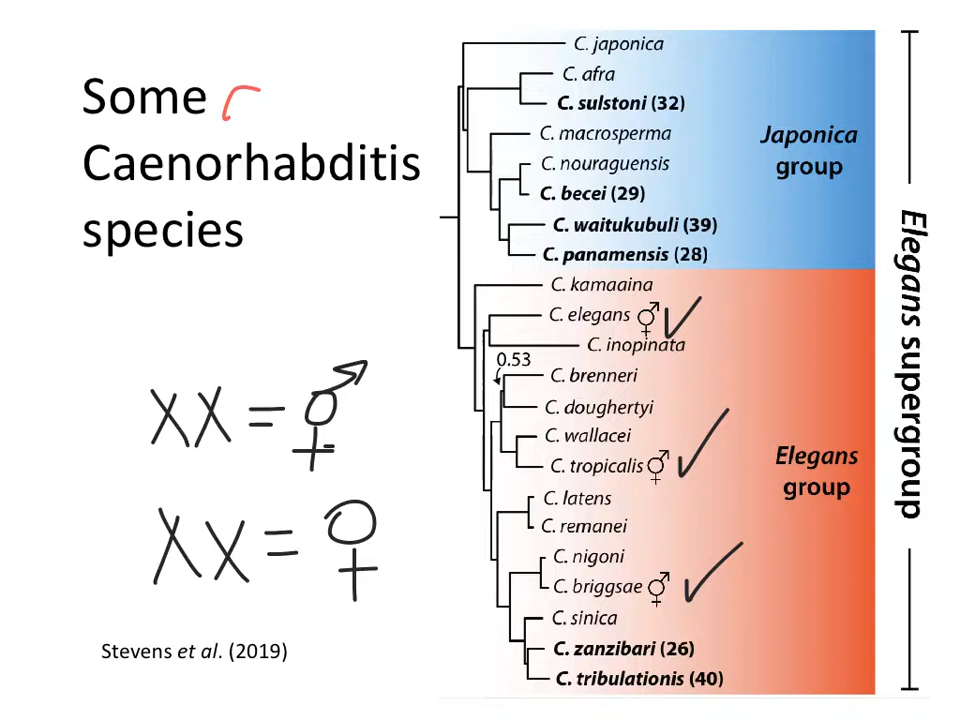 Some
Caenorhabditis
species
XX = ⚥
XX = ♀
Stevens et al. (2019)
C. japonica
C. afra
C. sulstoni (32)
C. macrosperma
C. nouraguensis
C. becei (29)
C. waitukubuli (39)
C. panamensis (28)
C. kamaaina
C. elegans ⚥ ✓
C. inopinata
0.53
C. brenneri
C. doughertyi
C. wallacei
C. tropicalis ⚥ ✓
C. latens
C. remanei
C. nigoni
C. briggsae ⚥ ✓
C. sinica
C. zanzibari (26)
C. tribulationis (40)
Japonica
group
Elegans
group
Elegans supergroup